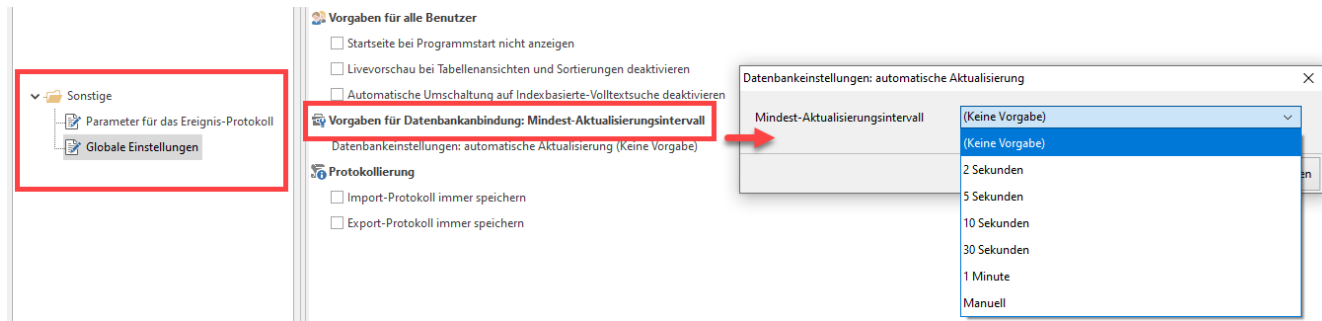 Sonstige
Parameter für das Ereignis-Protokoll
Globale Einstellungen
Vorgaben für alle Benutzer
Startseite bei Programmstart nicht anzeigen
Livevorschau bei Tabellenansichten und Sortierungen deaktivieren
Automatische Umschaltung auf Indexbasierte-Volltextsuche deaktivieren
Vorgaben für Datenbankanbindung: Mindest-Aktualisierungsintervall
Datenbankeinstellungen: automatische Aktualisierung (Keine Vorgabe)
Protokollierung
Import-Protokoll immer speichern
Export-Protokoll immer speichern
Datenbankeinstellungen: automatische Aktualisierung
Mindest-Aktualisierungsintervall
(Keine Vorgabe)
(Keine Vorgabe)
2 Sekunden
5 Sekunden
10 Sekunden
30 Sekunden
1 Minute
Manuell